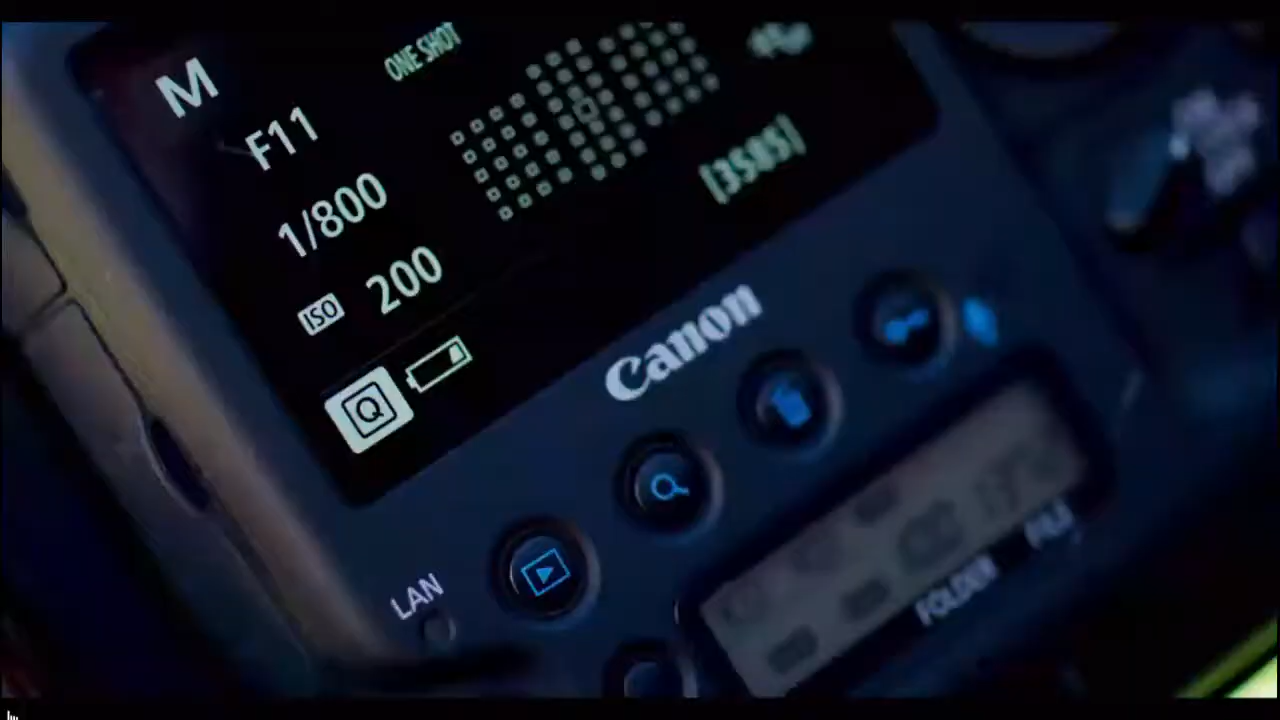 M
ONE SHOT
F11
1/800
[3585]
ISO 200
Q
Canon
LAN
FOLDER